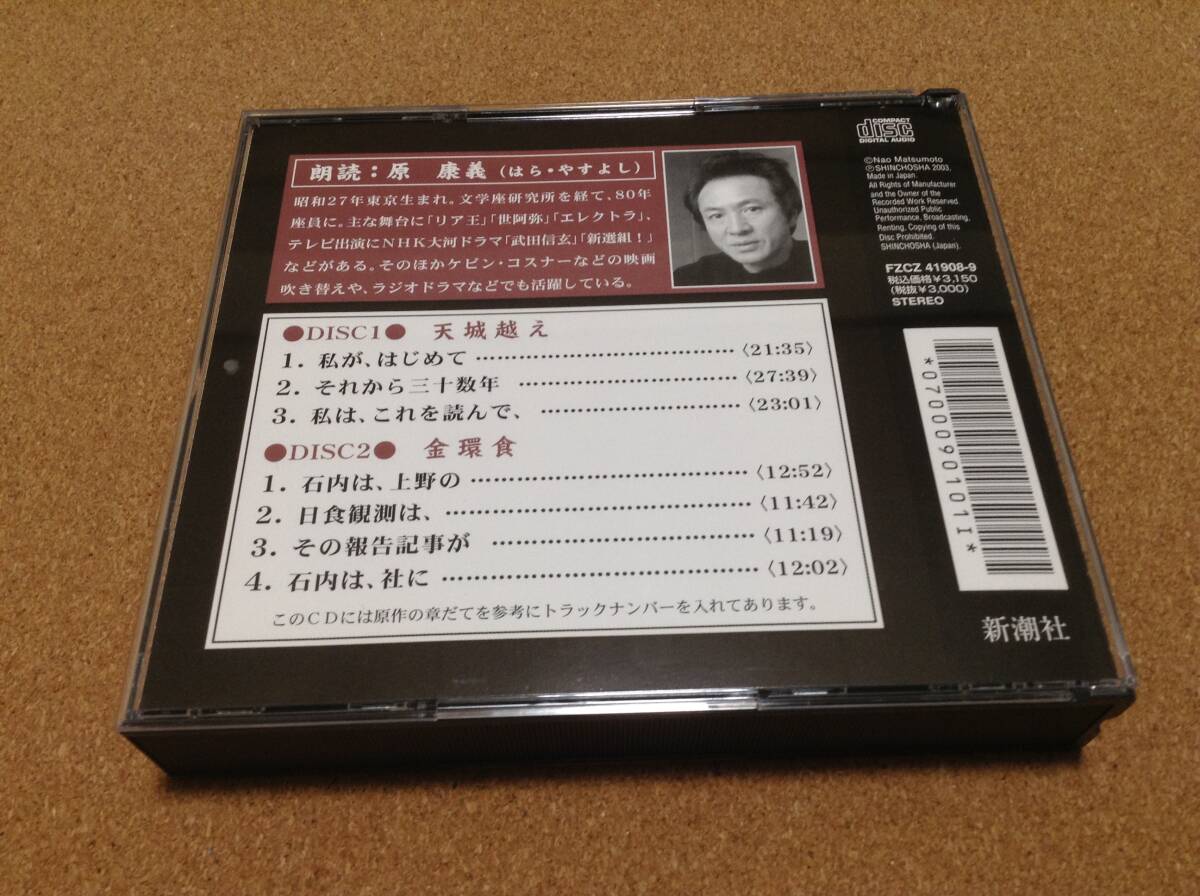 朗読：原 康義（はら・やすよし）
昭和27年東京生まれ。文学座研究所を経て、80年
座員に。主な舞台に「リア王」「世阿弥」「エレクトラ」、
テレビ出演にNHK大河ドラマ「武田信玄」「新選組！」
などがある。そのほかケビン・コスナーなどの映画
吹き替えや、ラジオドラマなどでも活躍している。
●DISC1● 天城越え
1. 私が、はじめて …………………………………〈21:35〉
2. それから三十数年 ……………………………〈27:39〉
3. 私は、これを読んで、 …………………………〈23:01〉
●DISC2● 金環食
1. 石内は、上野の …………………………………〈12:52〉
2. 日食観測は、 ……………………………………〈11:42〉
3. その報告記事が …………………………………〈11:19〉
4. 石内は、社に ……………………………………〈12:02〉
このCDには原作の章だてを参考にトラックナンバーを入れてあります。
COMPACT
disc
DIGITAL AUDIO
©Nao Matsumoto
℗SHINCHOSHA 2003,
Made in Japan.
All Rights of Manufacturer
and the Owner of the
Recorded Work Reserved.
Unauthorized Public
Performance, Broadcasting,
Renting, Copying of this
Disc Prohibited.
SHINCHOSHA (Japan).
FZCZ 41908-9
税込価格￥3,150
(税抜￥3,000)
STEREO
*0700090101I*
新潮社